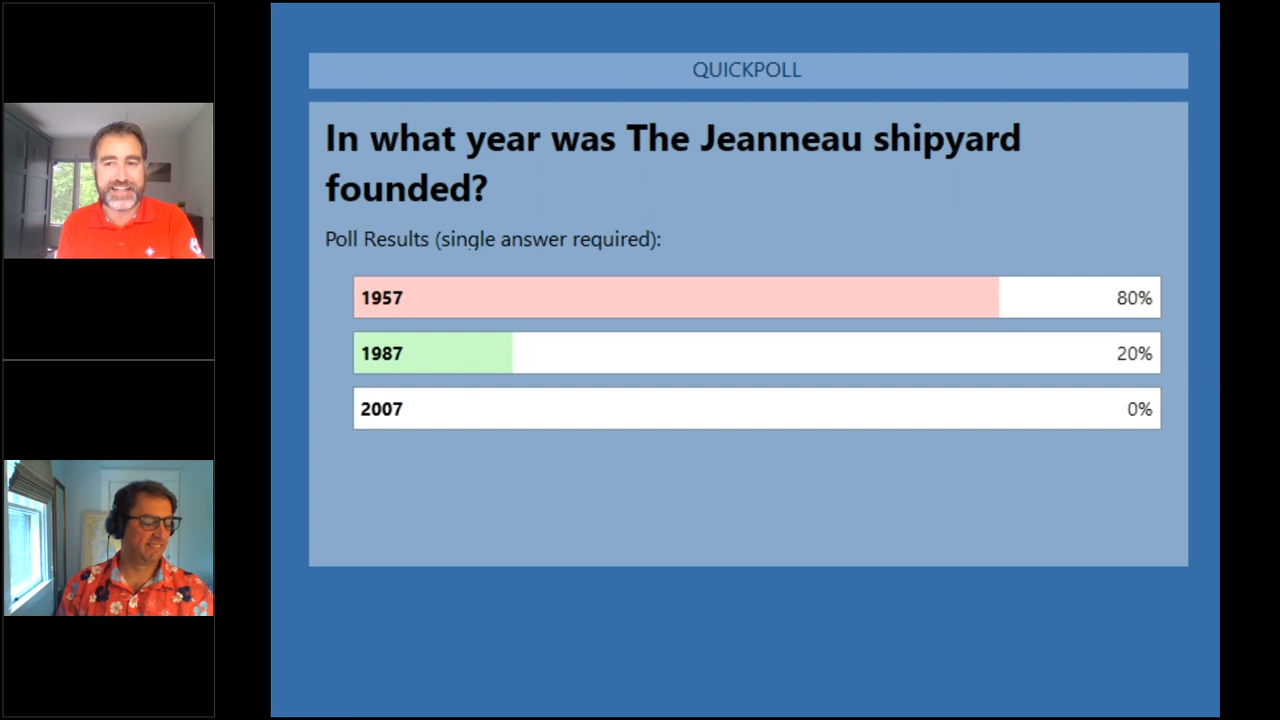 QUICKPOLL
In what year was The Jeanneau shipyard
founded?
Poll Results (single answer required):
1957 80%
1987 20%
2007 0%